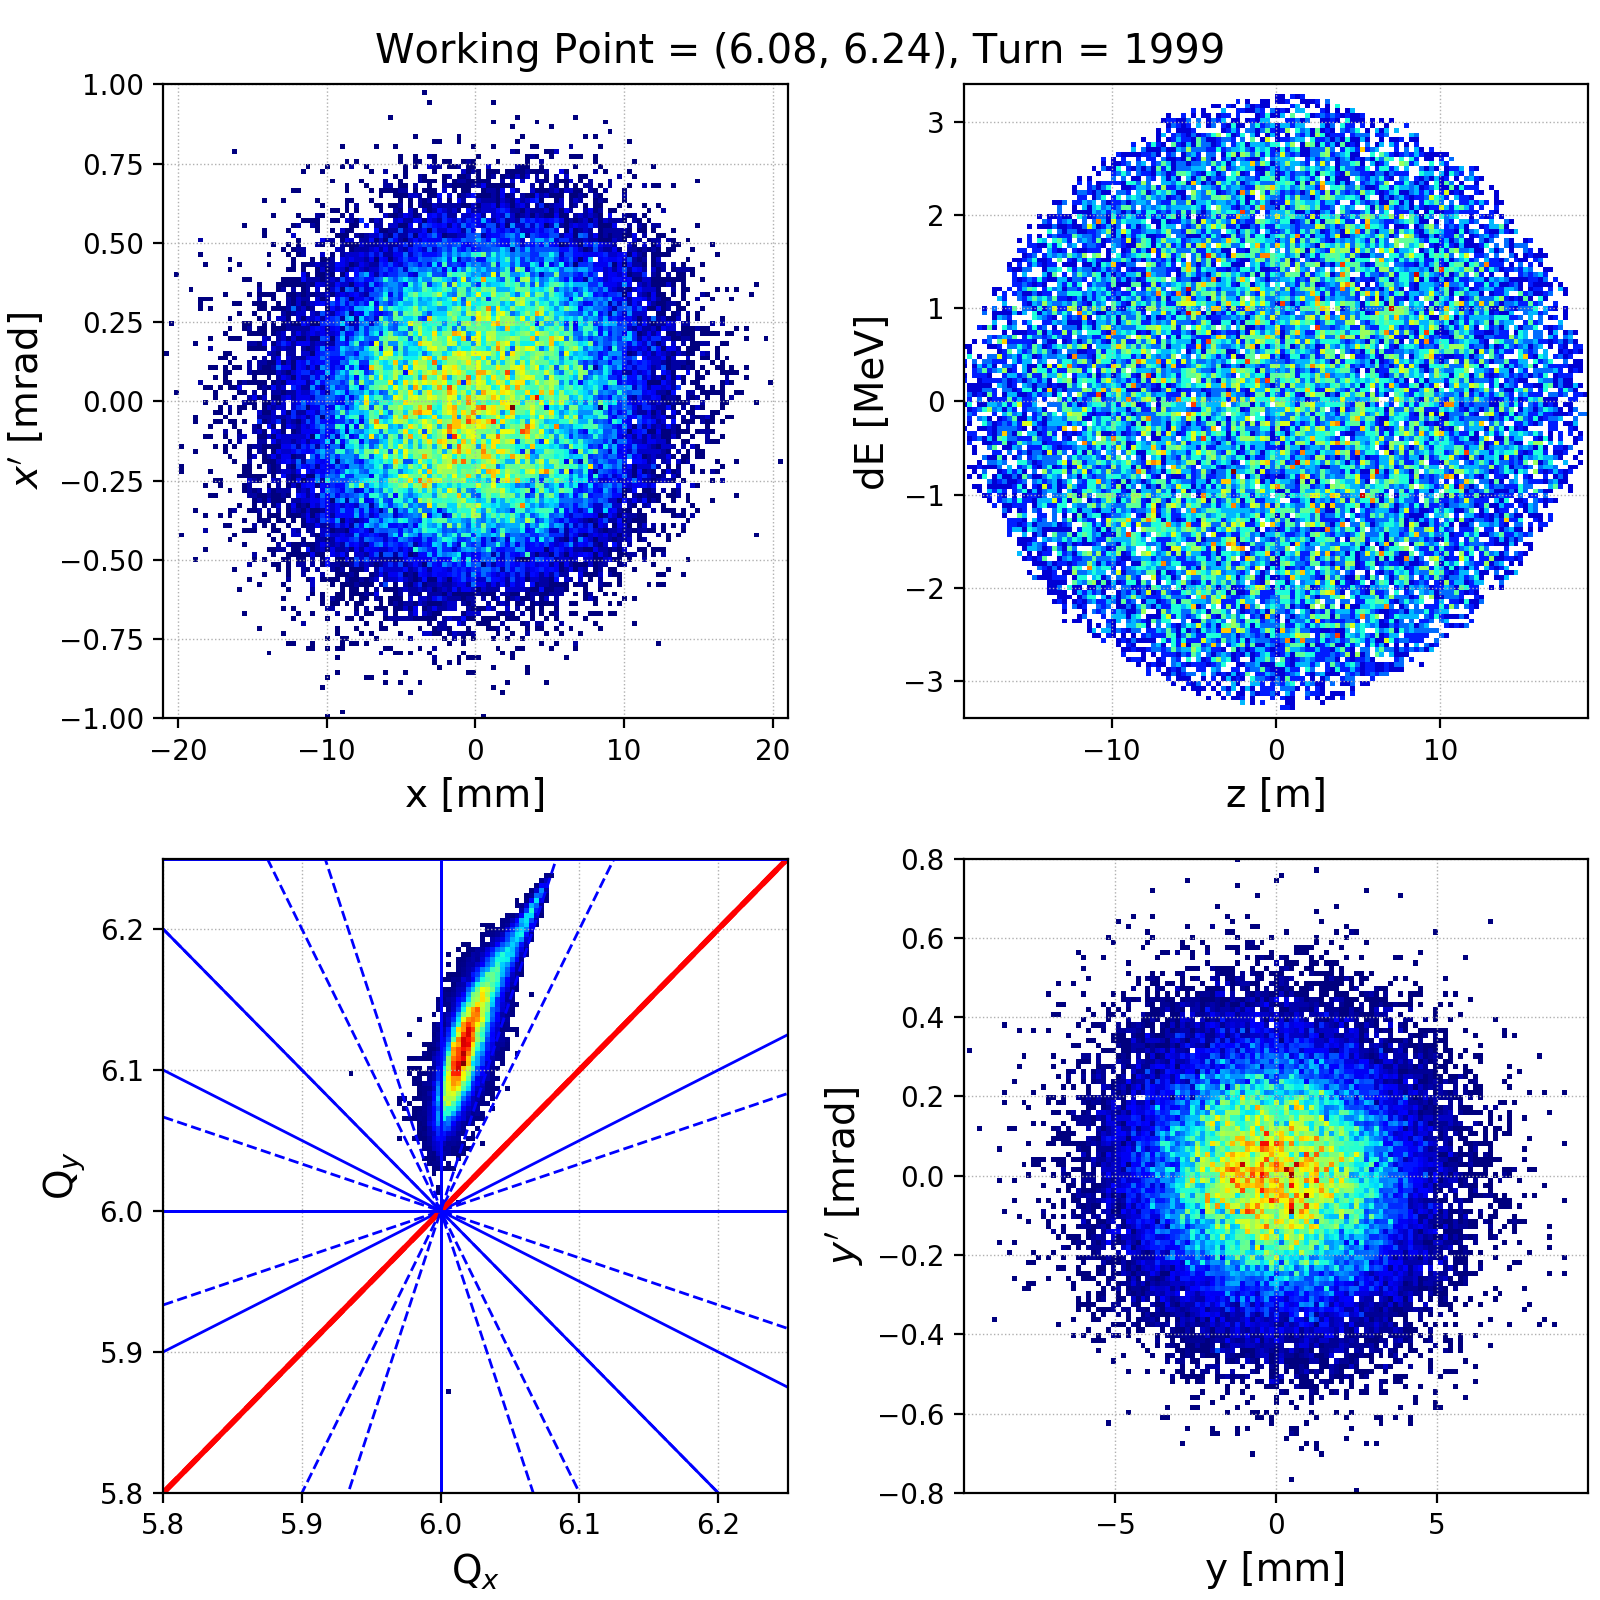 Working Point = (6.08, 6.24), Turn = 1999
1.00
0.75
0.50
0.25
0.00
−0.25
−0.50
−0.75
−1.00
x′ [mrad]
−20 −10 0 10 20
x [mm]
3
2
1
0
−1
−2
−3
dE [MeV]
−10 0 10
z [m]
6.2
6.1
6.0
5.9
5.8
Qy
5.8 5.9 6.0 6.1 6.2
Qx
0.8
0.6
0.4
0.2
0.0
−0.2
−0.4
−0.6
−0.8
y′ [mrad]
−5 0 5
y [mm]